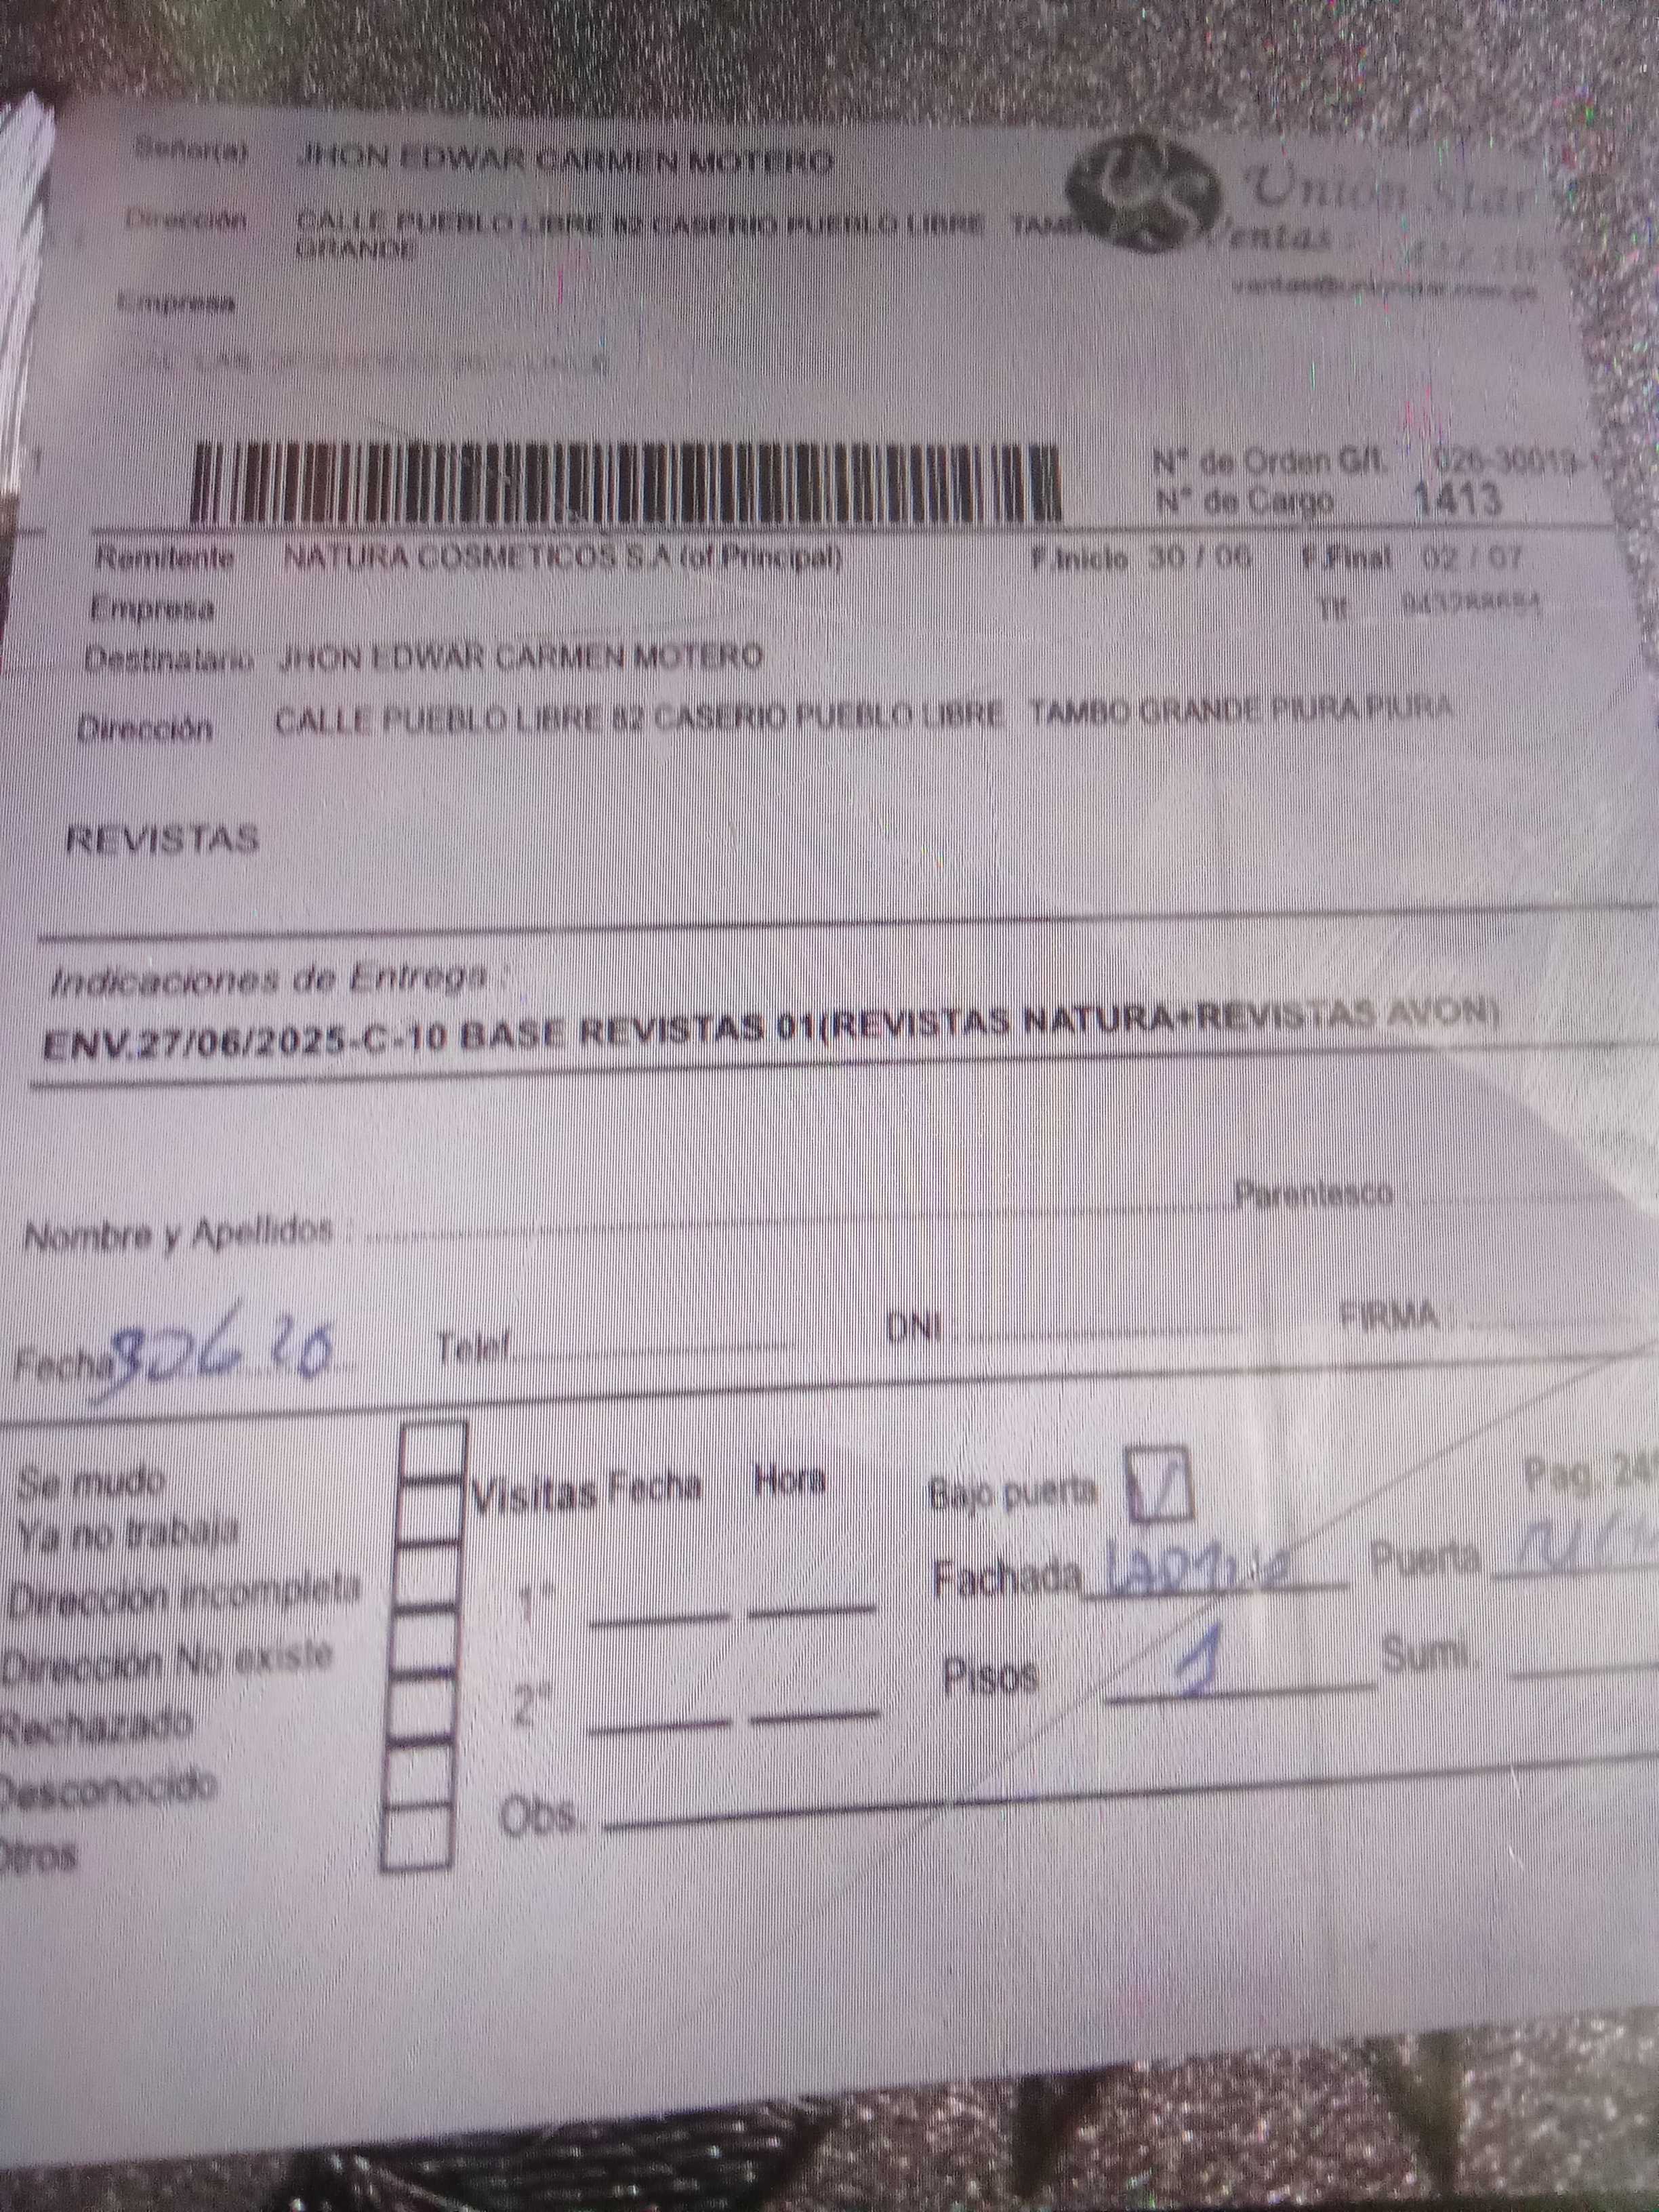 Señor(a) JHON EDWAR CARMEN MOTERO
Unión Star
Dirección CALLE PUEBLO LIBRE 82 CASERIO PUEBLO LIBRE
GRANDE
Ventas
Empresa
N° de Orden G/t. 026-30019-
N° de Cargo 1413
Remitente NATURA COSMETICOS S.A (of.Principal) F.Inicio 30 / 06 F.Final 02 / 07
Empresa Tlf
Destinatario JHON EDWAR CARMEN MOTERO
Dirección CALLE PUEBLO LIBRE 82 CASERIO PUEBLO LIBRE TAMBO GRANDE PIURA PIURA
REVISTAS
Indicaciones de Entrega :
ENV.27/06/2025-C-10 BASE REVISTAS 01(REVISTAS NATURA+REVISTAS AVON)
Nombre y Apellidos : Parentesco
Fecha Telef. DNI FIRMA :
Se mudo
Ya no trabaja
Dirección incompleta
Dirección No existe
Rechazado
Desconocido
Otros
Visitas Fecha Hora
1°
2°
Obs.
Bajo puerta
Pag.
Fachada Puerta
Pisos 1 Sumi.